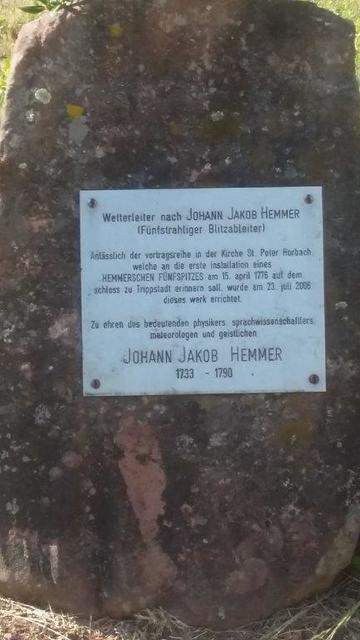 Wetterleiter nach JOHANN JAKOB HEMMER
(Fünfstrahliger Blitzableiter)
Anlässlich der vortragsreihe in der Kirche St. Peter Horbach,
welche an die erste installation eines
HEMMERSCHEN FÜNFSPITZES am 15. april 1776 auf dem
schloss zu Trippstadt erinnern soll, wurde am 23. juli 2006
dieses werk errichtet.
Zu ehren des bedeutenden physikers, sprachwissenschaftlers,
meteorologen und geistlichen
JOHANN JAKOB HEMMER
1733 - 1790